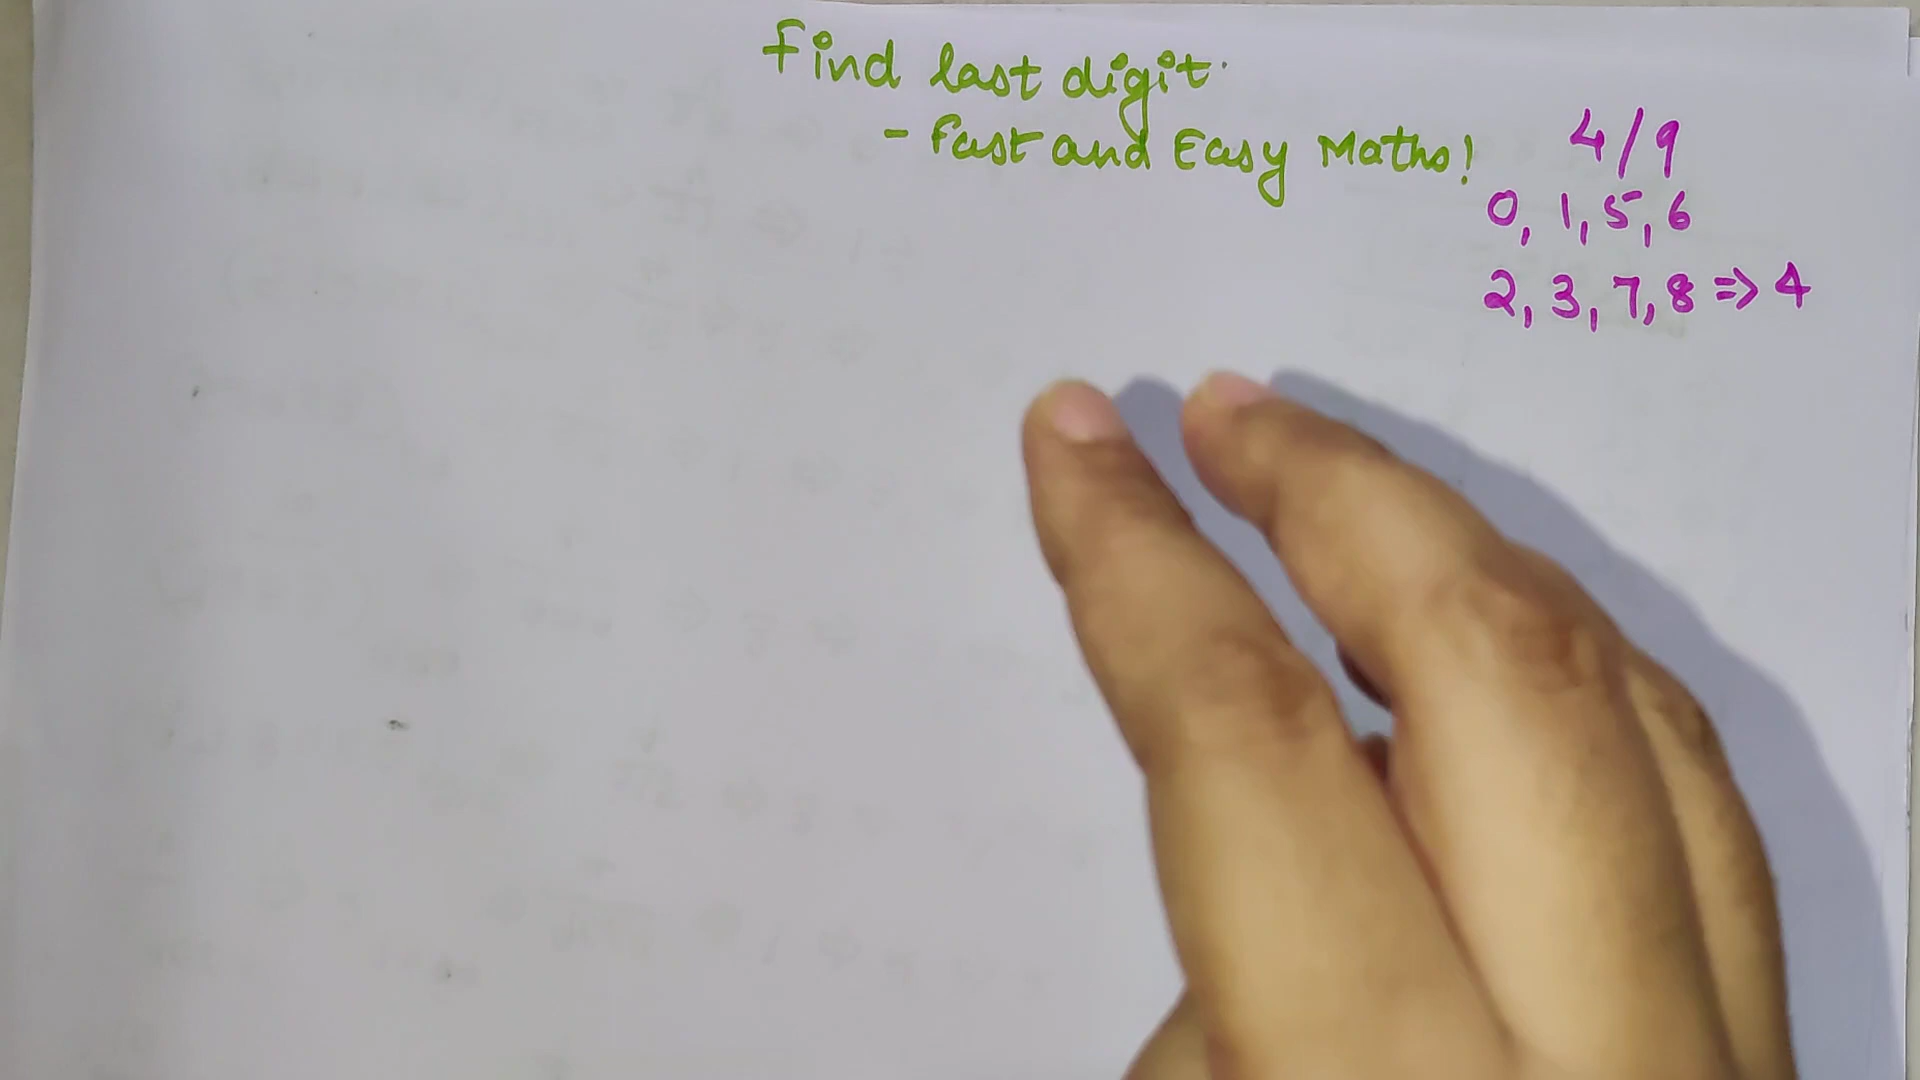 Find last digit.
- Fast and Easy Maths!
4/9
0, 1, 5, 6
2, 3, 7, 8 => 4